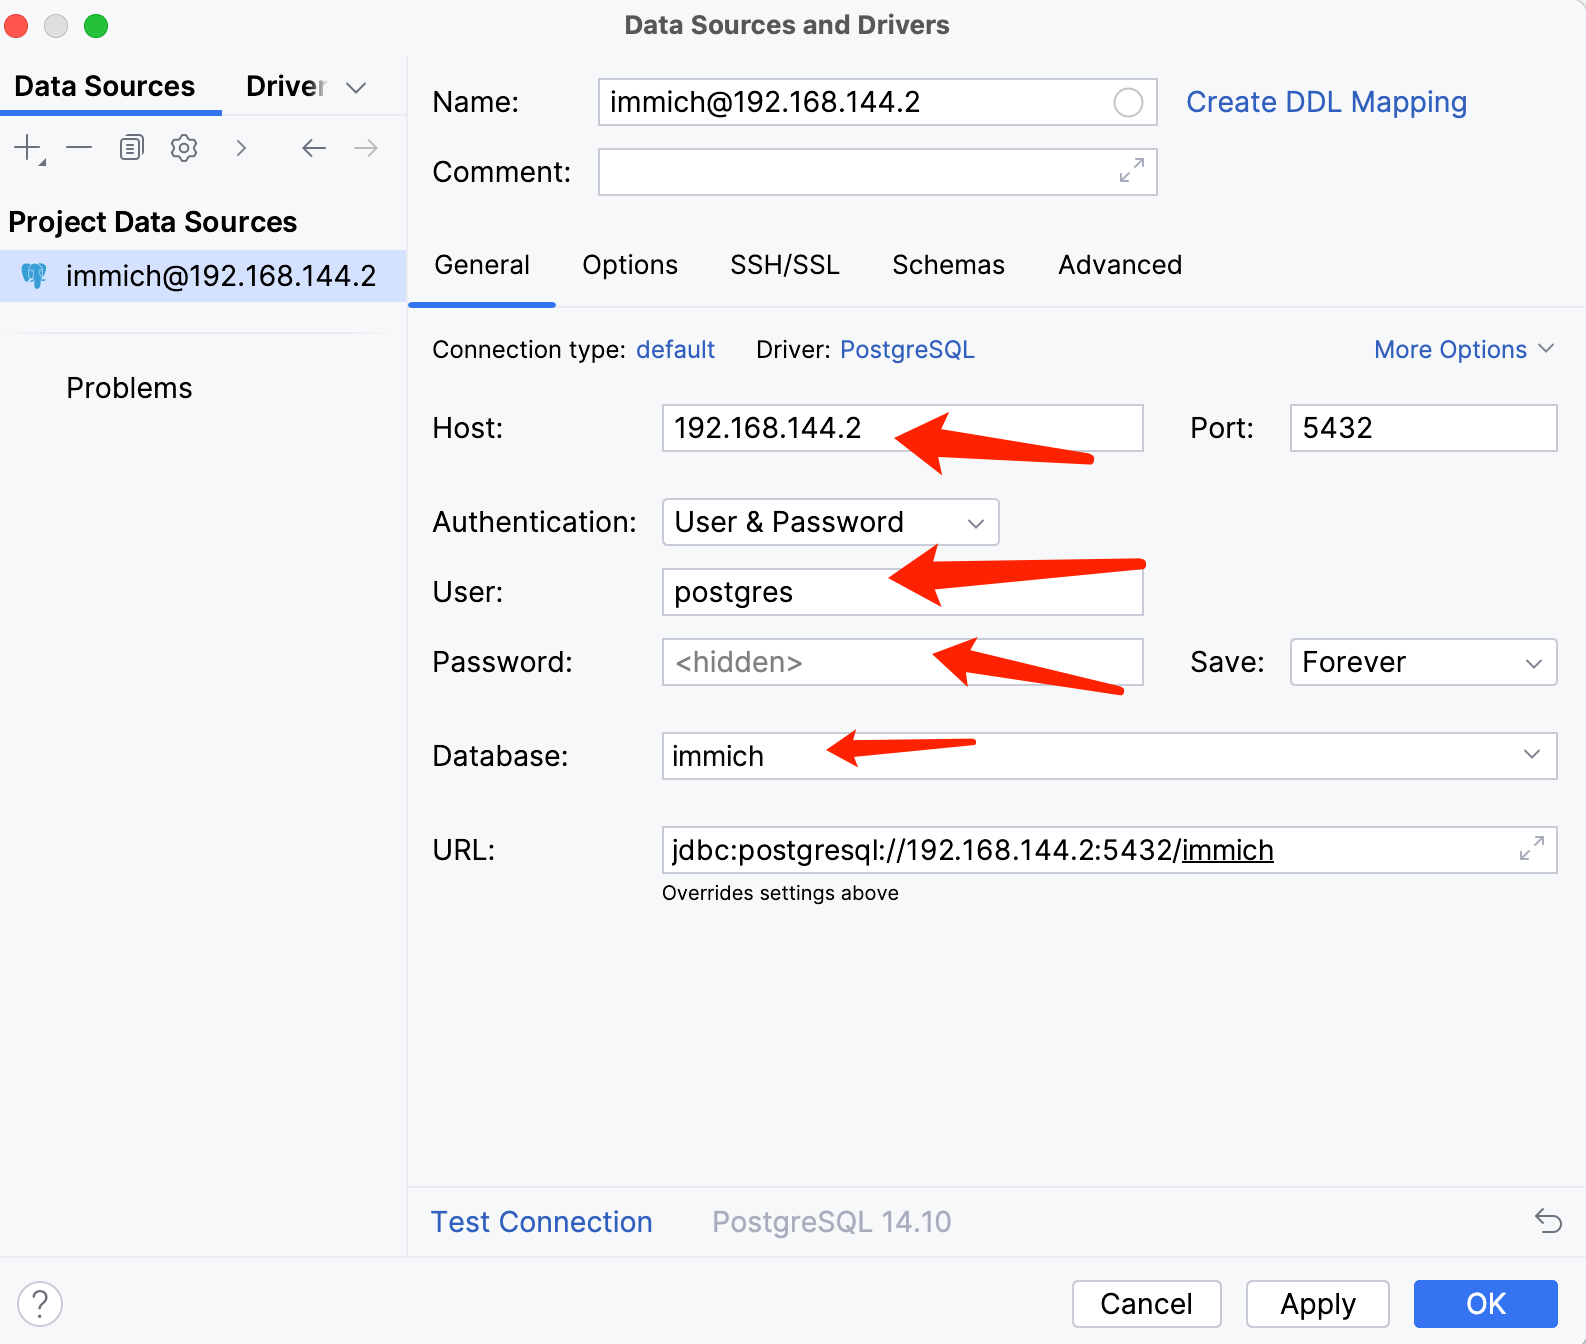 Data Sources and Drivers
Data Sources Driver
Name: immich@192.168.144.2 Create DDL Mapping
Comment:
Project Data Sources
immich@192.168.144.2
Problems
General Options SSH/SSL Schemas Advanced
Connection type: default Driver: PostgreSQL More Options
Host: 192.168.144.2 Port: 5432
Authentication: User & Password
User: postgres
Password: <hidden> Save: Forever
Database: immich
URL: jdbc:postgresql://192.168.144.2:5432/immich
Overrides settings above
Test Connection PostgreSQL 14.10
? Cancel Apply OK